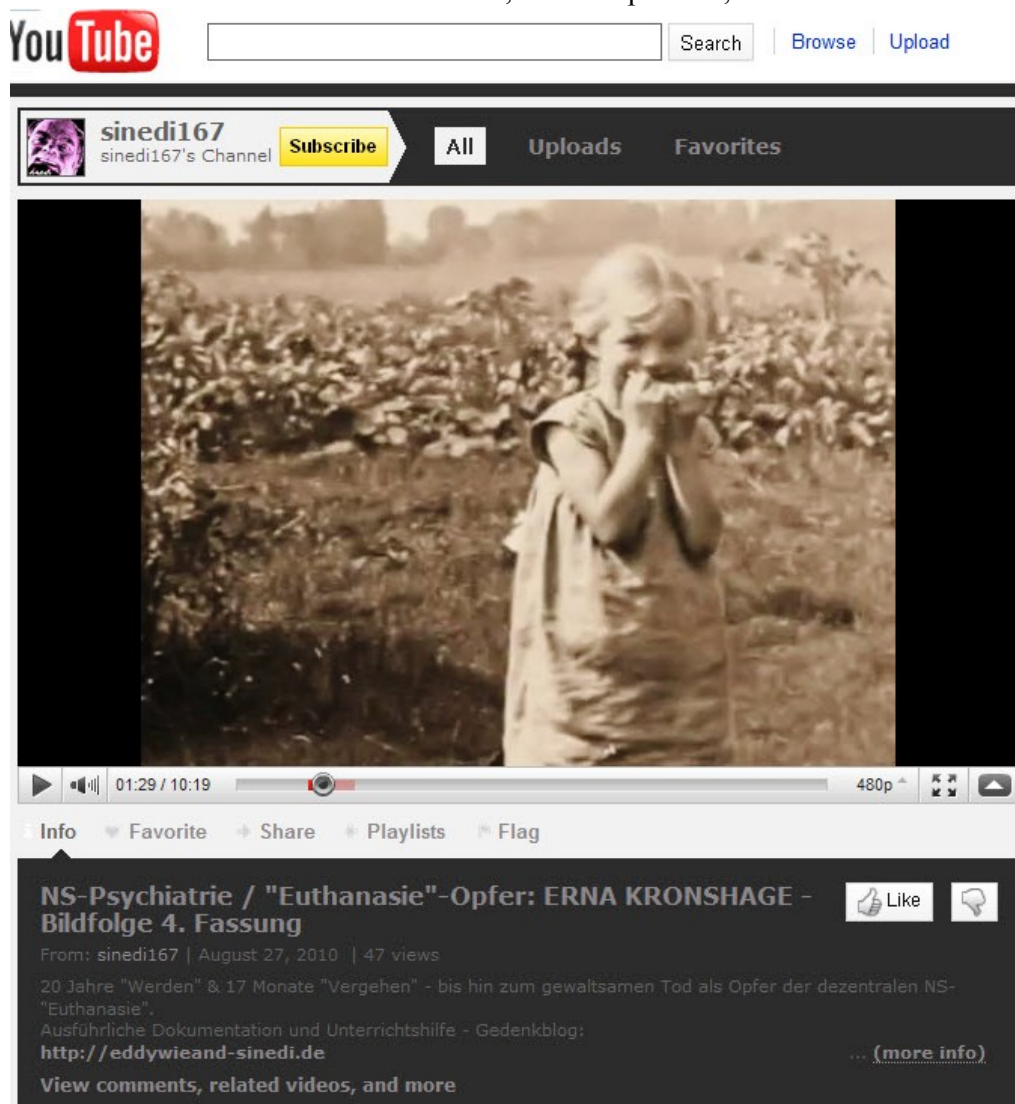 YouTube
Search
Browse
Upload
sinedi167
sinedi167's Channel
Subscribe
All
Uploads
Favorites
01:29 / 10:19
480p
Info
Favorite
Share
Playlists
Flag
NS-Psychiatrie / "Euthanasie"-Opfer: ERNA KRONSHAGE -
Bildfolge 4. Fassung
Like
From: sinedi167 | August 27, 2010 | 47 views
20 Jahre "Werden" & 17 Monate "Vergehen" - bis hin zum gewaltsamen Tod als Opfer der dezentralen NS-
"Euthanasie".
Ausführliche Dokumentation und Unterrichtshilfe - Gedenkblog:
http://eddywieand-sinedi.de
... (more info)
View comments, related videos, and more